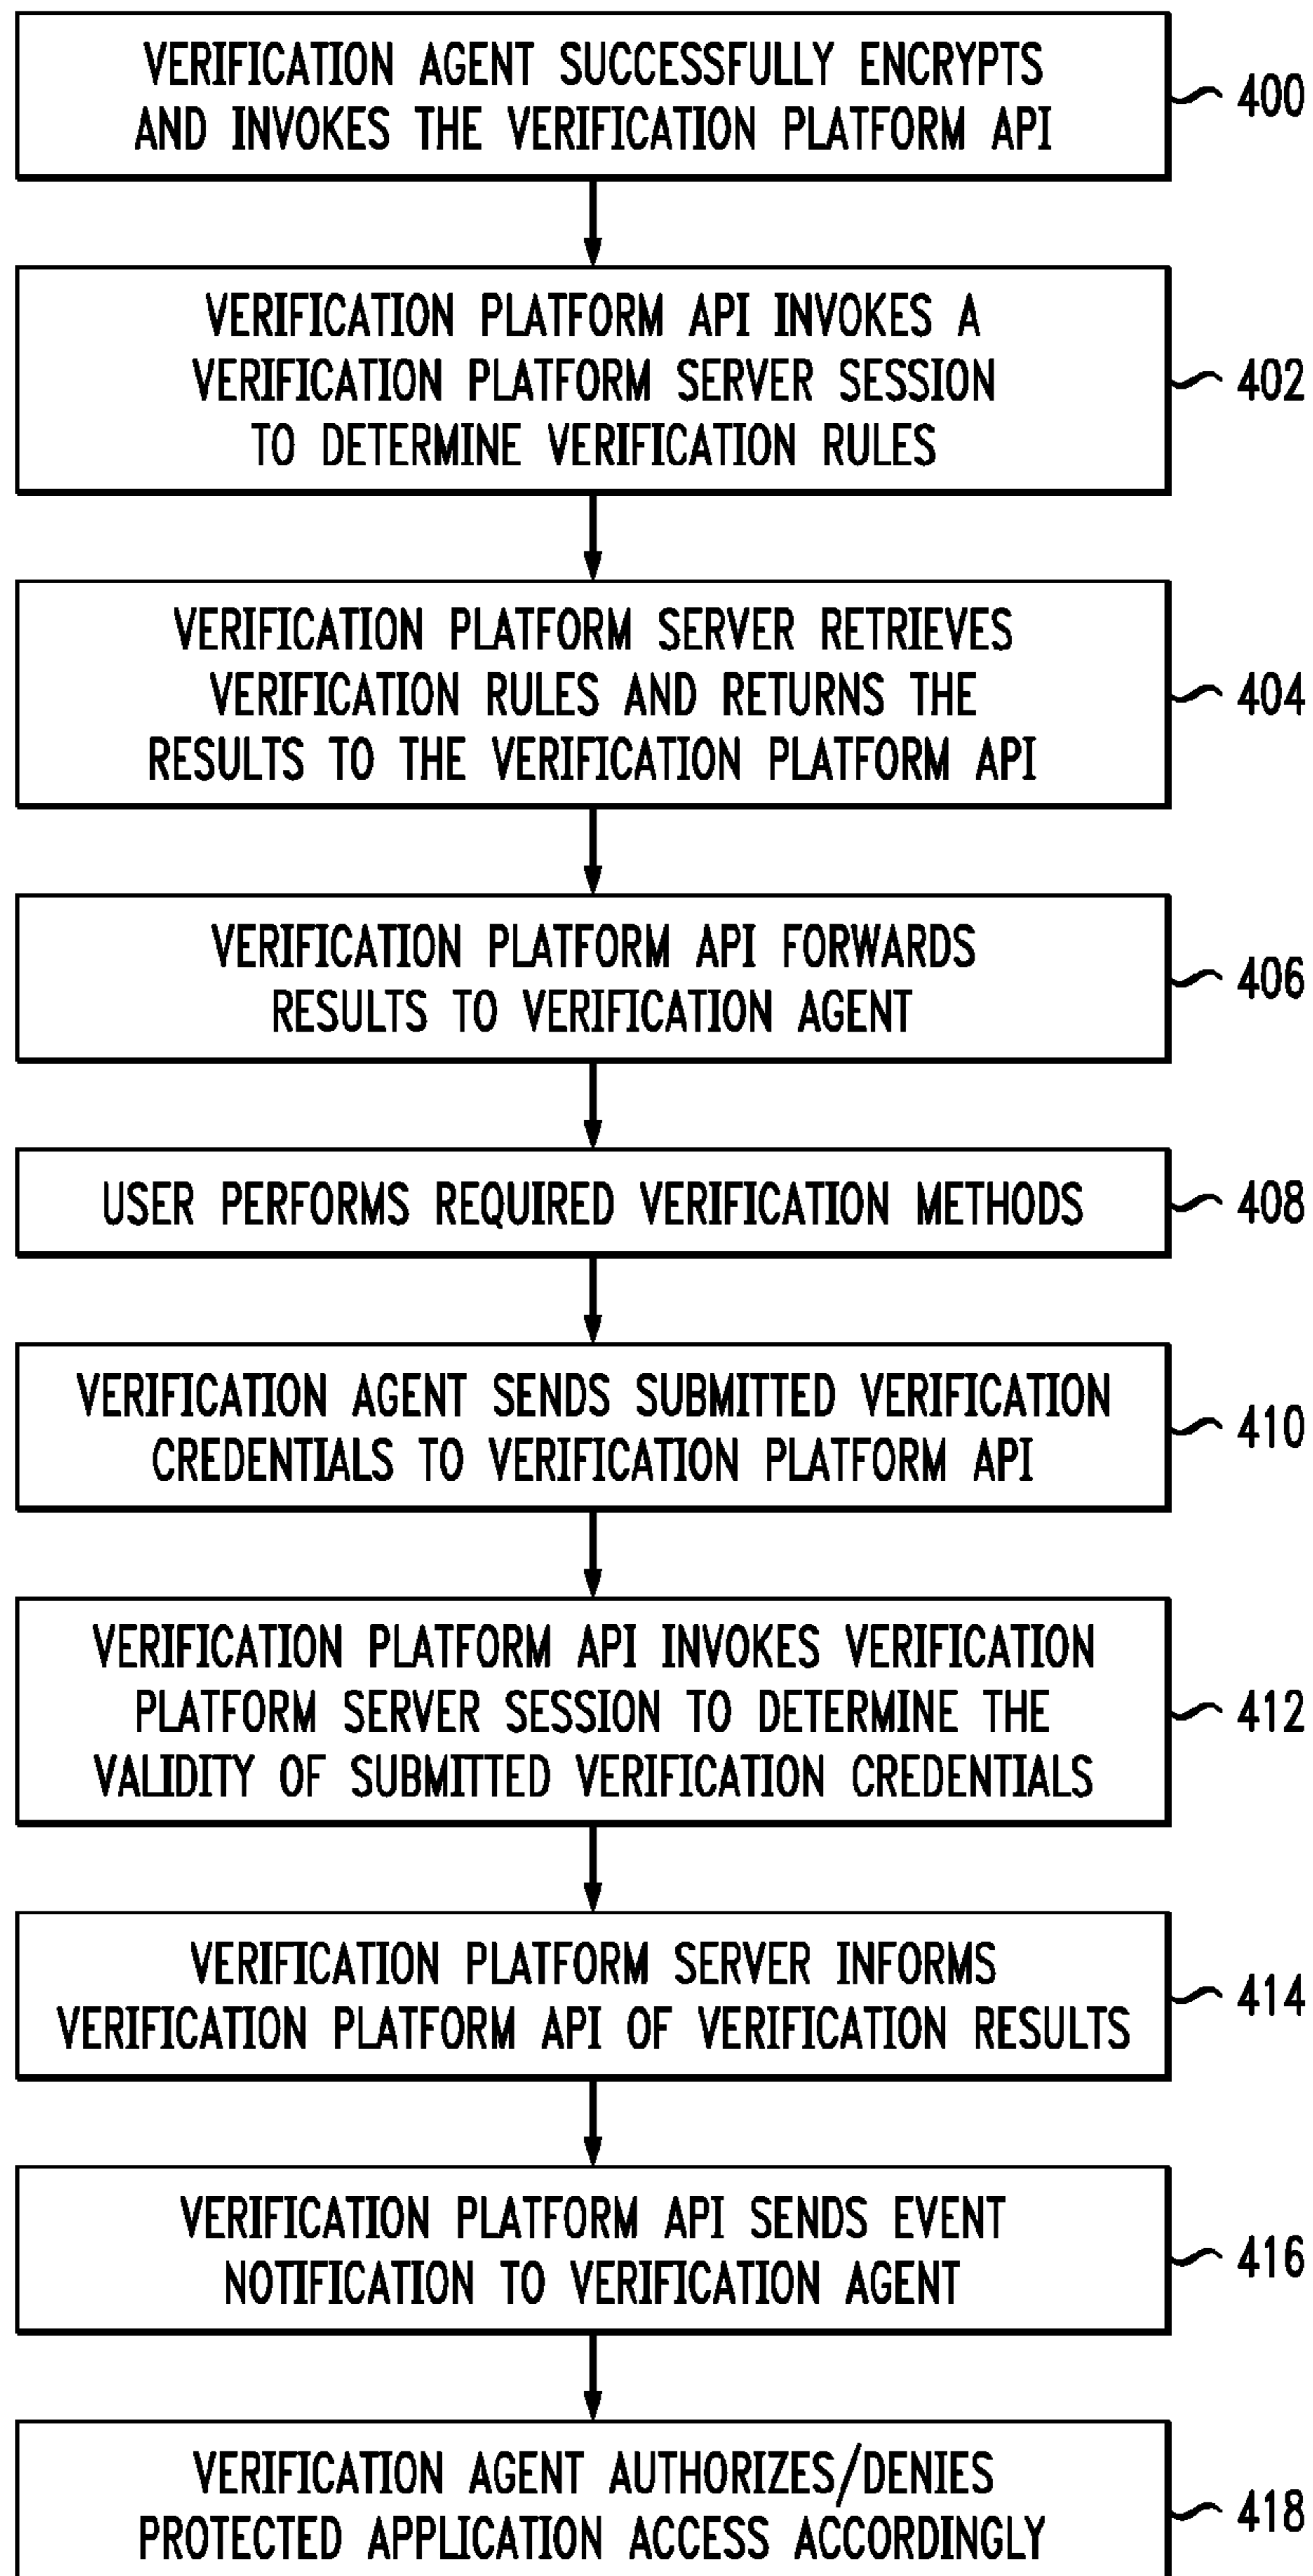 VERIFICATION AGENT SUCCESSFULLY ENCRYPTS
AND INVOKES THE VERIFICATION PLATFORM API
400
VERIFICATION PLATFORM API INVOKES A
VERIFICATION PLATFORM SERVER SESSION
TO DETERMINE VERIFICATION RULES
402
VERIFICATION PLATFORM SERVER RETRIEVES
VERIFICATION RULES AND RETURNS THE
RESULTS TO THE VERIFICATION PLATFORM API
404
VERIFICATION PLATFORM API FORWARDS
RESULTS TO VERIFICATION AGENT
406
USER PERFORMS REQUIRED VERIFICATION METHODS
408
VERIFICATION AGENT SENDS SUBMITTED VERIFICATION
CREDENTIALS TO VERIFICATION PLATFORM API
410
VERIFICATION PLATFORM API INVOKES VERIFICATION
PLATFORM SERVER SESSION TO DETERMINE THE
VALIDITY OF SUBMITTED VERIFICATION CREDENTIALS
412
VERIFICATION PLATFORM SERVER INFORMS
VERIFICATION PLATFORM API OF VERIFICATION RESULTS
414
VERIFICATION PLATFORM API SENDS EVENT
NOTIFICATION TO VERIFICATION AGENT
416
VERIFICATION AGENT AUTHORIZES/DENIES
PROTECTED APPLICATION ACCESS ACCORDINGLY
418